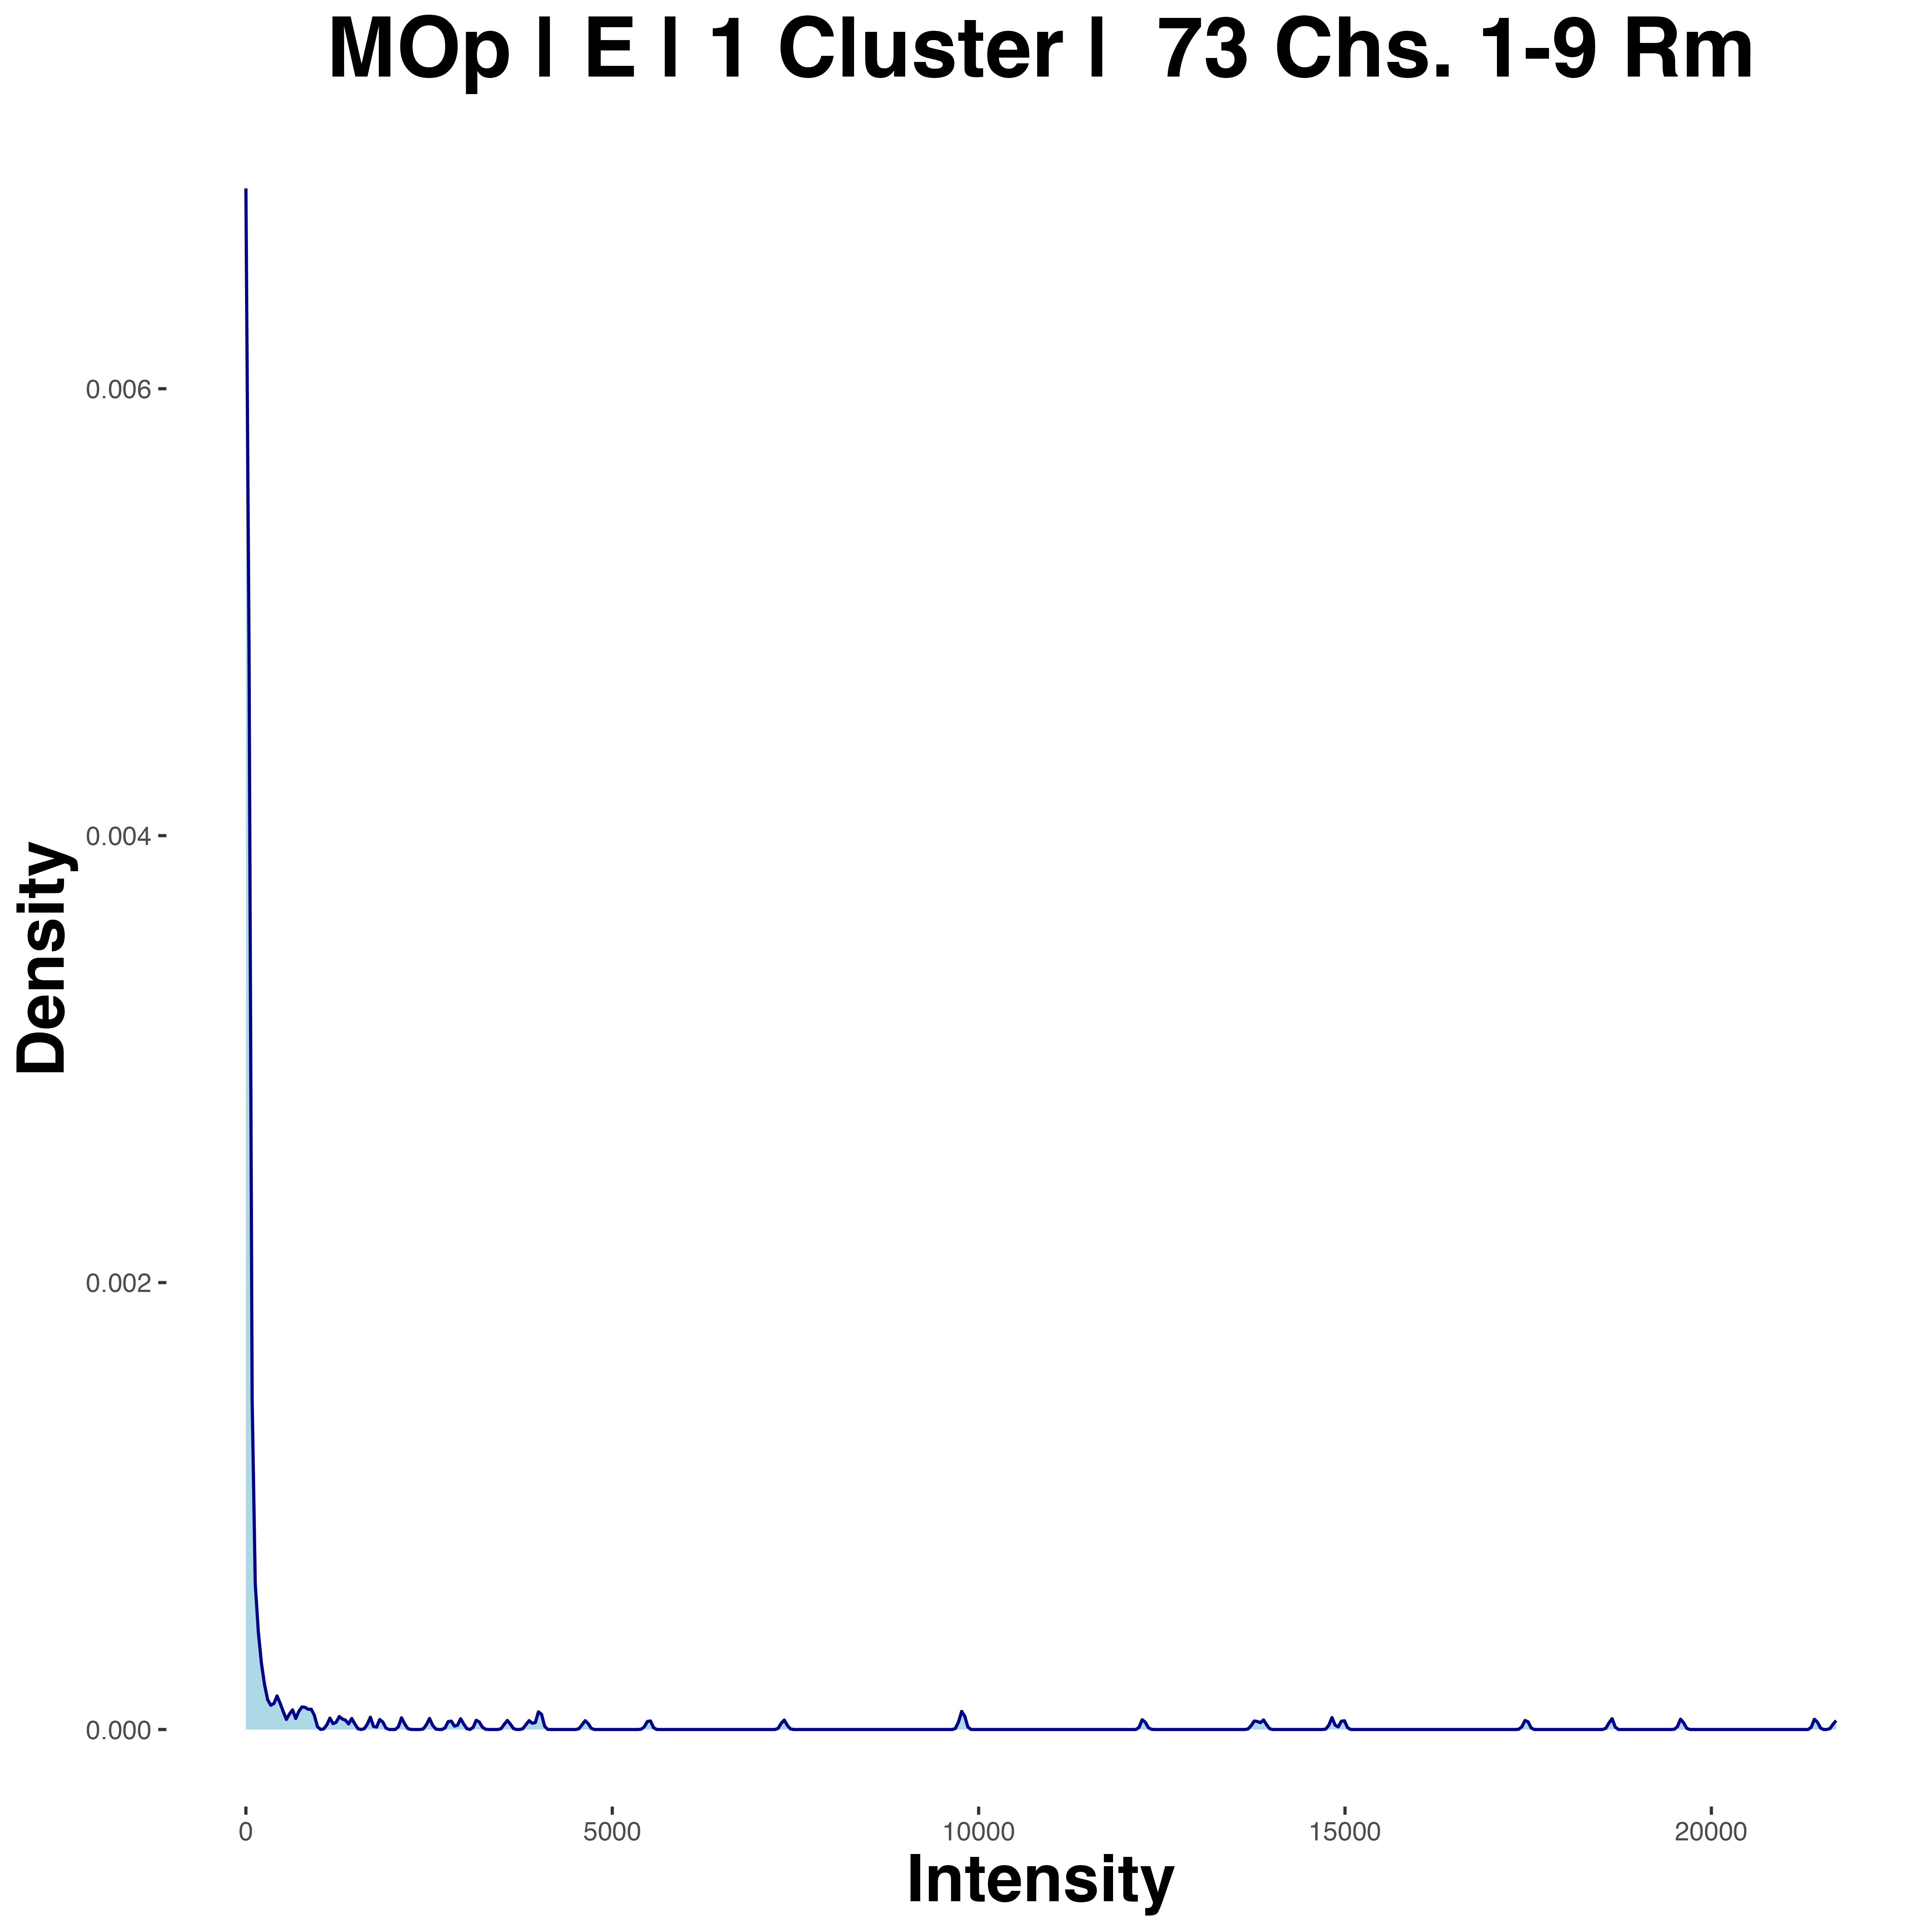 MOp | E | 1 Cluster |  73 Chs. 1-9 Rm
0.006
0.004
0.002
0.000
Density
0 5000 10000 15000 20000
Intensity